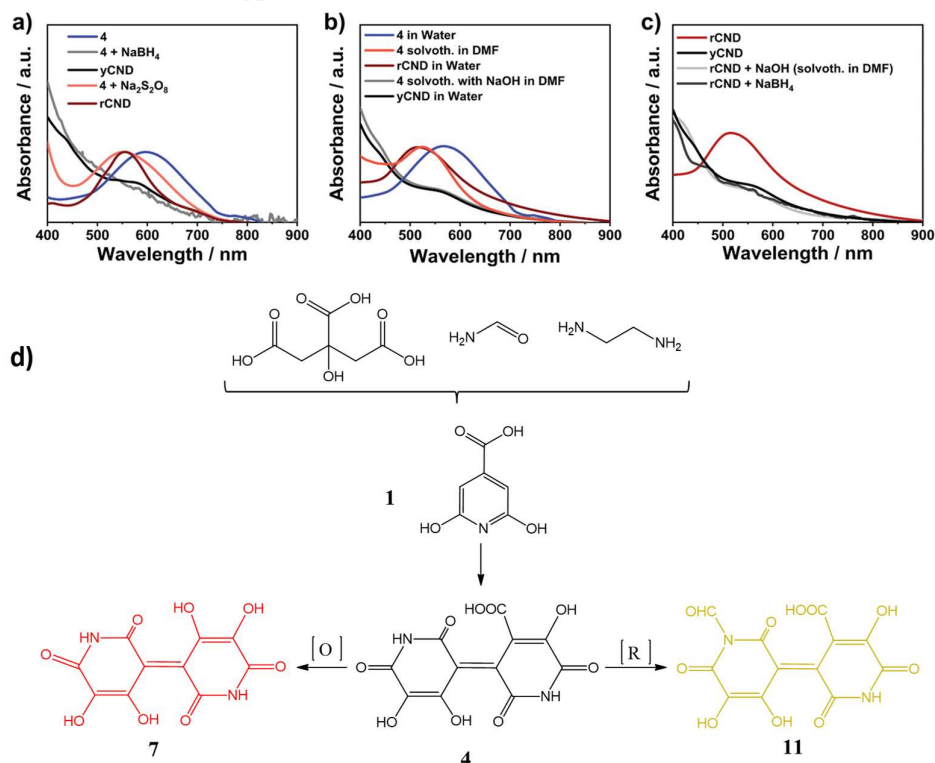 a)
4
4 + NaBH₄
yCND
4 + Na₂S₂O₈
rCND
Absorbance / a.u.
400 500 600 700 800 900
Wavelength / nm
b)
4 in Water
4 solvoth. in DMF
rCND in Water
4 solvoth. with NaOH in DMF
yCND in Water
Absorbance / a.u.
400 500 600 700 800 900
Wavelength / nm
c)
rCND
yCND
rCND + NaOH (solvoth. in DMF)
rCND + NaBH₄
Absorbance / a.u.
400 500 600 700 800 900
Wavelength / nm
d)
O OH
O O
HO OH
OH
H₂N O
H₂N NH₂
O OH
1
HO N OH
HO OH
O
HN O
O NH
HO OH O
7
[O]
HOOC OH
O
HN O
O NH
HO OH O
4
[R]
OHC HOOC OH
O
N O
O NH
HO OH O
11